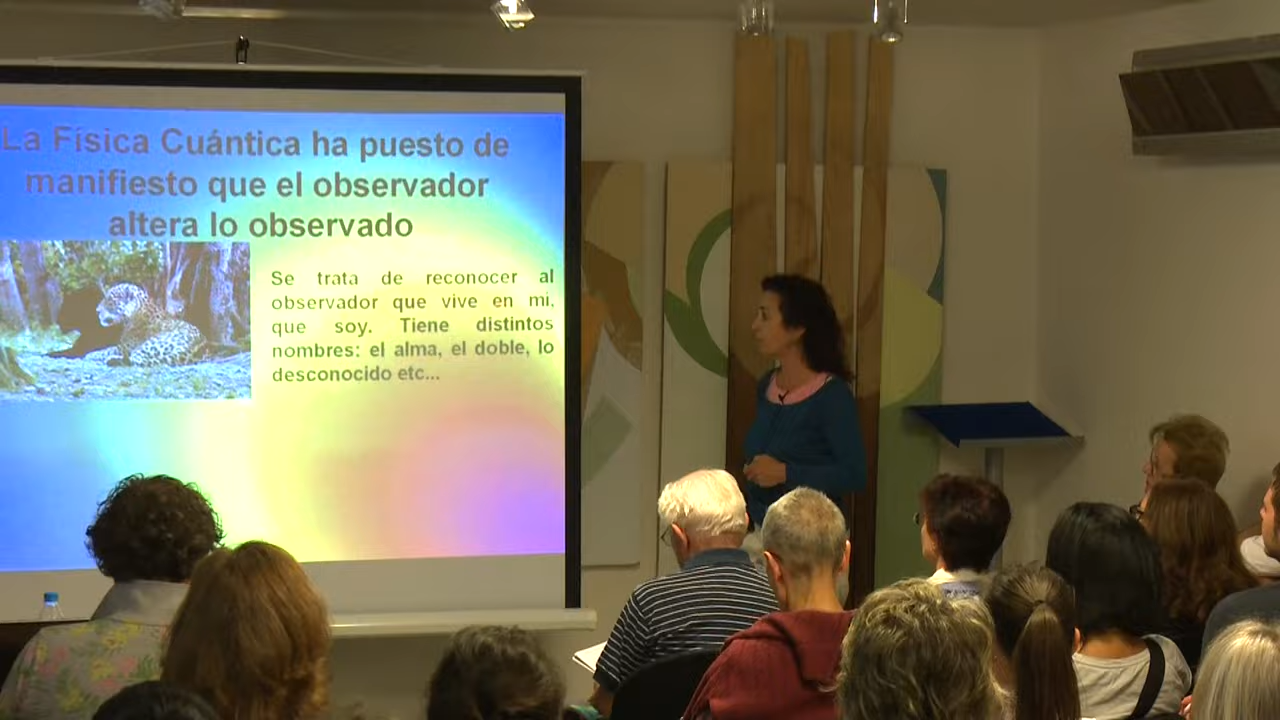 La Física Cuántica ha puesto de
manifiesto que el observador
altera lo observado
Se trata de reconocer al
observador que vive en mi,
que soy. Tiene distintos
nombres: el alma, el doble, lo
desconocido etc...